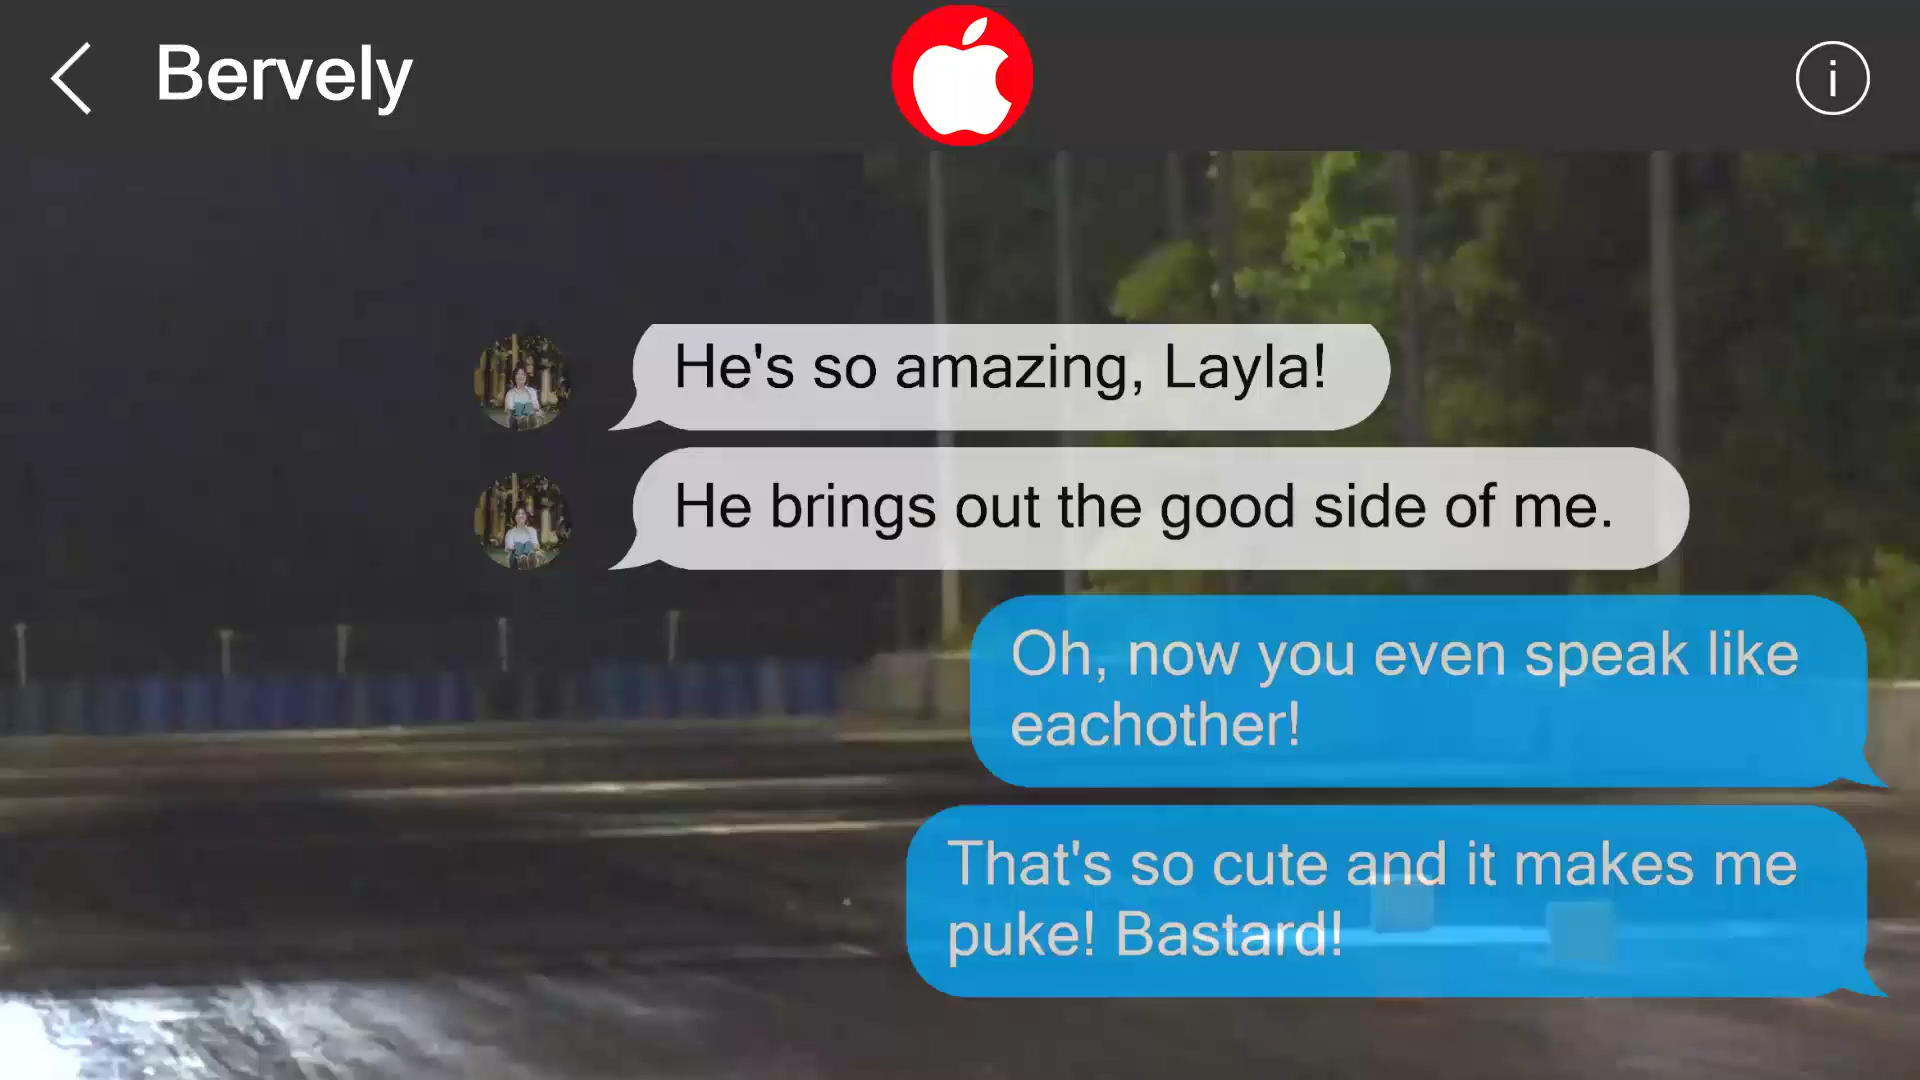 Bervely
i
He's so amazing, Layla!
He brings out the good side of me.
Oh, now you even speak like
eachother!
That's so cute and it makes me
puke! Bastard!